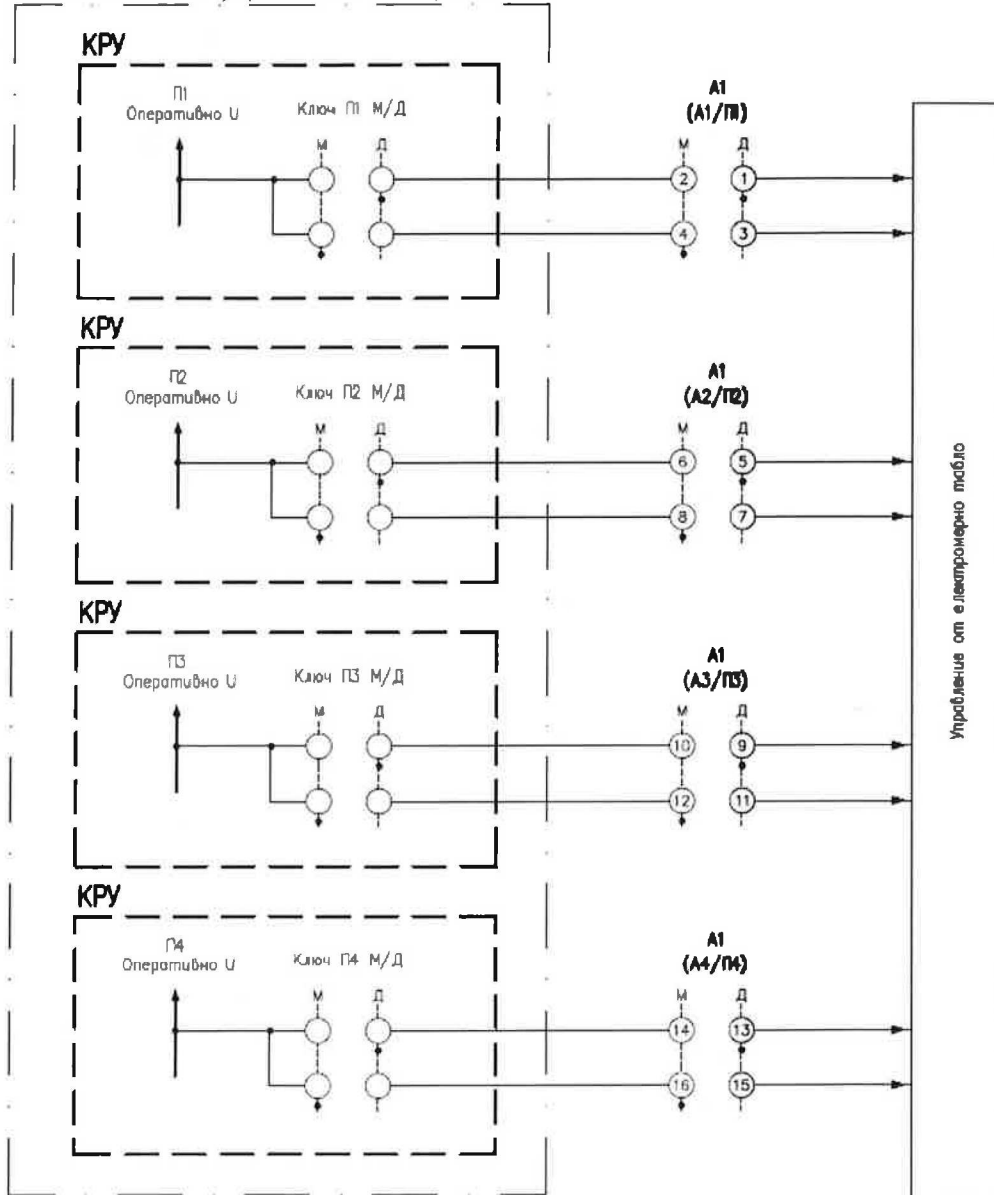 КРУ
П1
Оперативно U
Ключ П1 М/Д
М Д
А1
(А1/П1)
М Д
2 1
4 3
КРУ
П2
Оперативно U
Ключ П2 М/Д
М Д
А1
(А2/П2)
М Д
6 5
8 7
КРУ
П3
Оперативно U
Ключ П3 М/Д
М Д
А1
(А3/П3)
М Д
10 9
12 11
КРУ
П4
Оперативно U
Ключ П4 М/Д
М Д
А1
(А4/П4)
М Д
14 13
16 15
Управление от електромерно табло